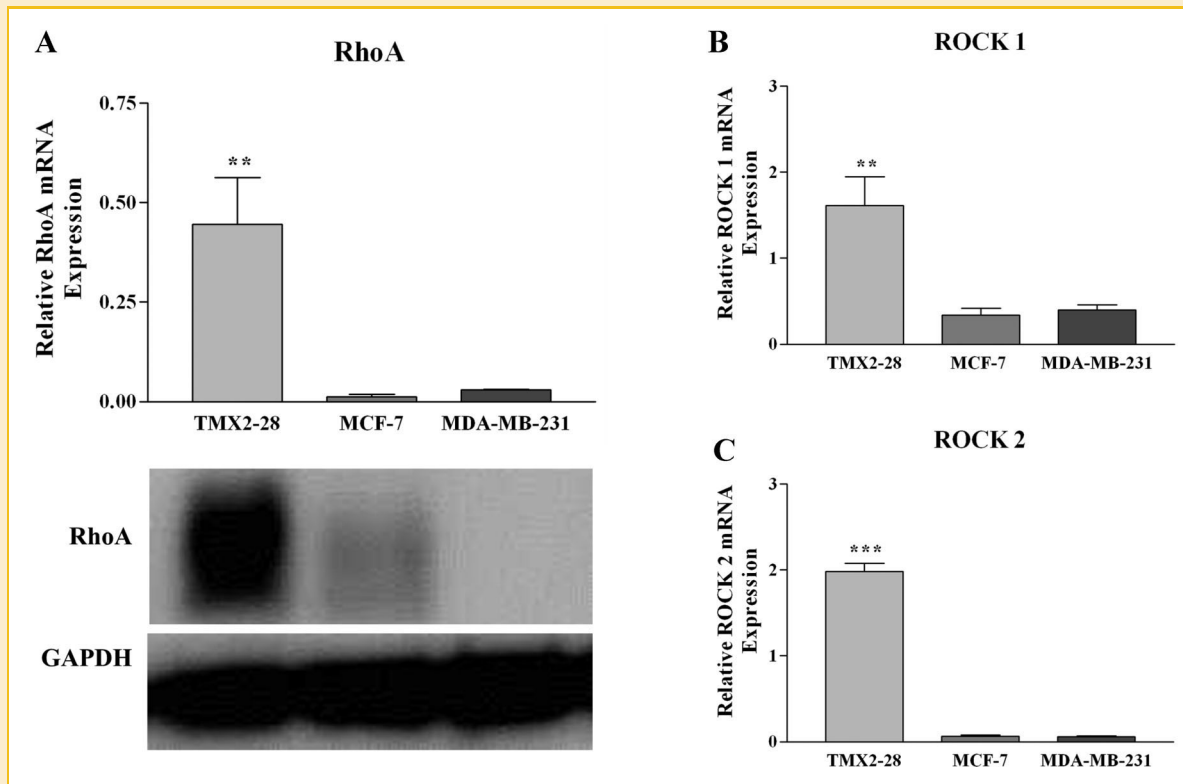 A
RhoA
Relative RhoA mRNA
Expression
0.75
0.50
0.25
0.00
**
TMX2-28 MCF-7 MDA-MB-231
RhoA
GAPDH
B
ROCK 1
Relative ROCK 1 mRNA
Expression
3
2
1
0
**
TMX2-28 MCF-7 MDA-MB-231
C
ROCK 2
Relative ROCK 2 mRNA
Expression
3
2
1
0
***
TMX2-28 MCF-7 MDA-MB-231